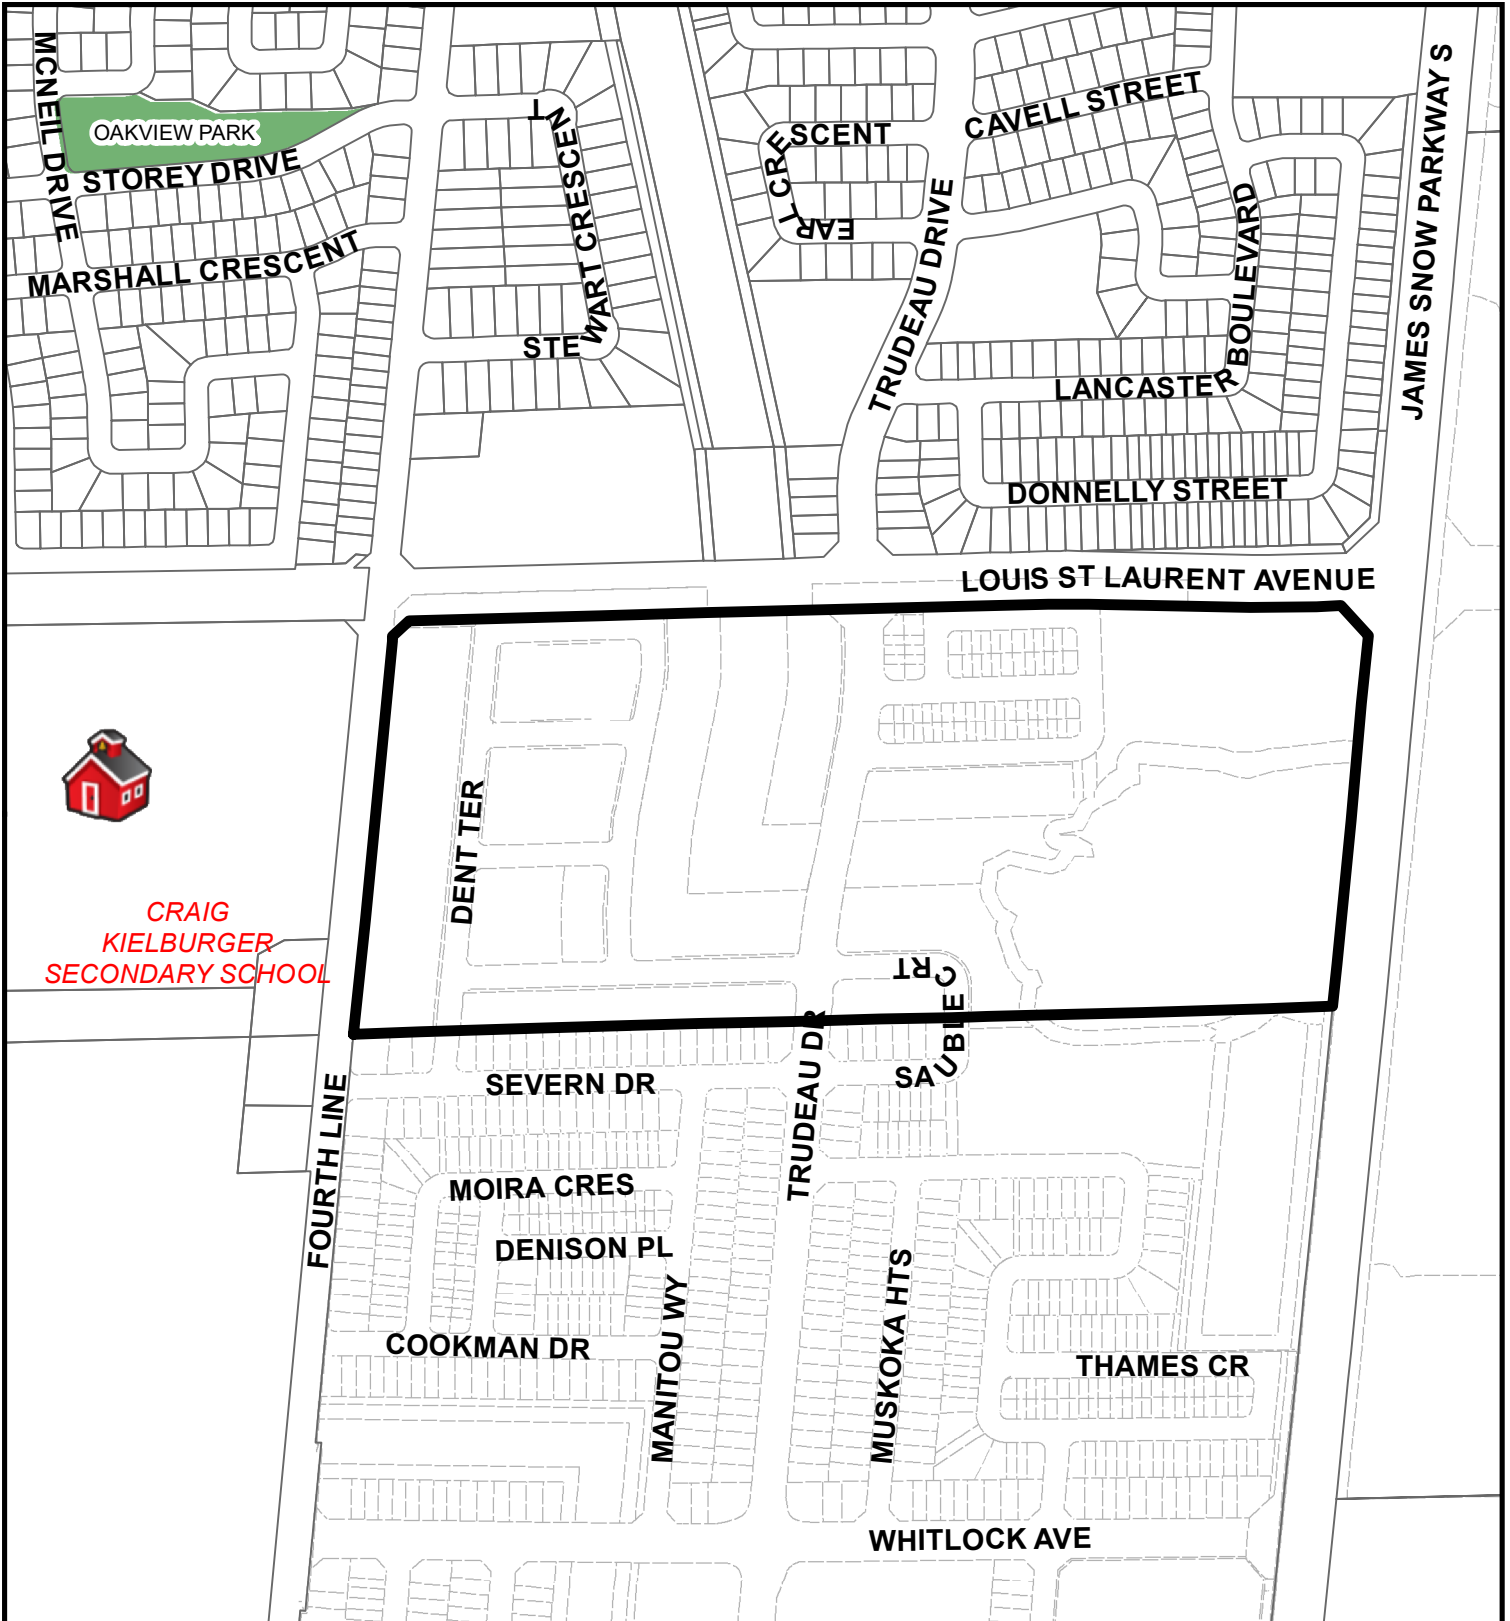 MCNEIL DRIVE
OAKVIEW PARK
STOREY DRIVE
MARSHALL CRESCENT
STEWART CRESCENT
EARL CRESCENT
CAVELL STREET
TRUDEAU DRIVE
LANCASTER BOULEVARD
JAMES SNOW PARKWAY S
DONNELLY STREET
LOUIS ST LAURENT AVENUE
DENT TER
CRAIG
KIELBURGER
SECONDARY SCHOOL
SAUBLE CRT
TRUDEAU DR
SEVERN DR
FOURTH LINE
MOIRA CRES
DENISON PL
MANITOU WY
MUSKOKA HTS
COOKMAN DR
THAMES CR
WHITLOCK AVE